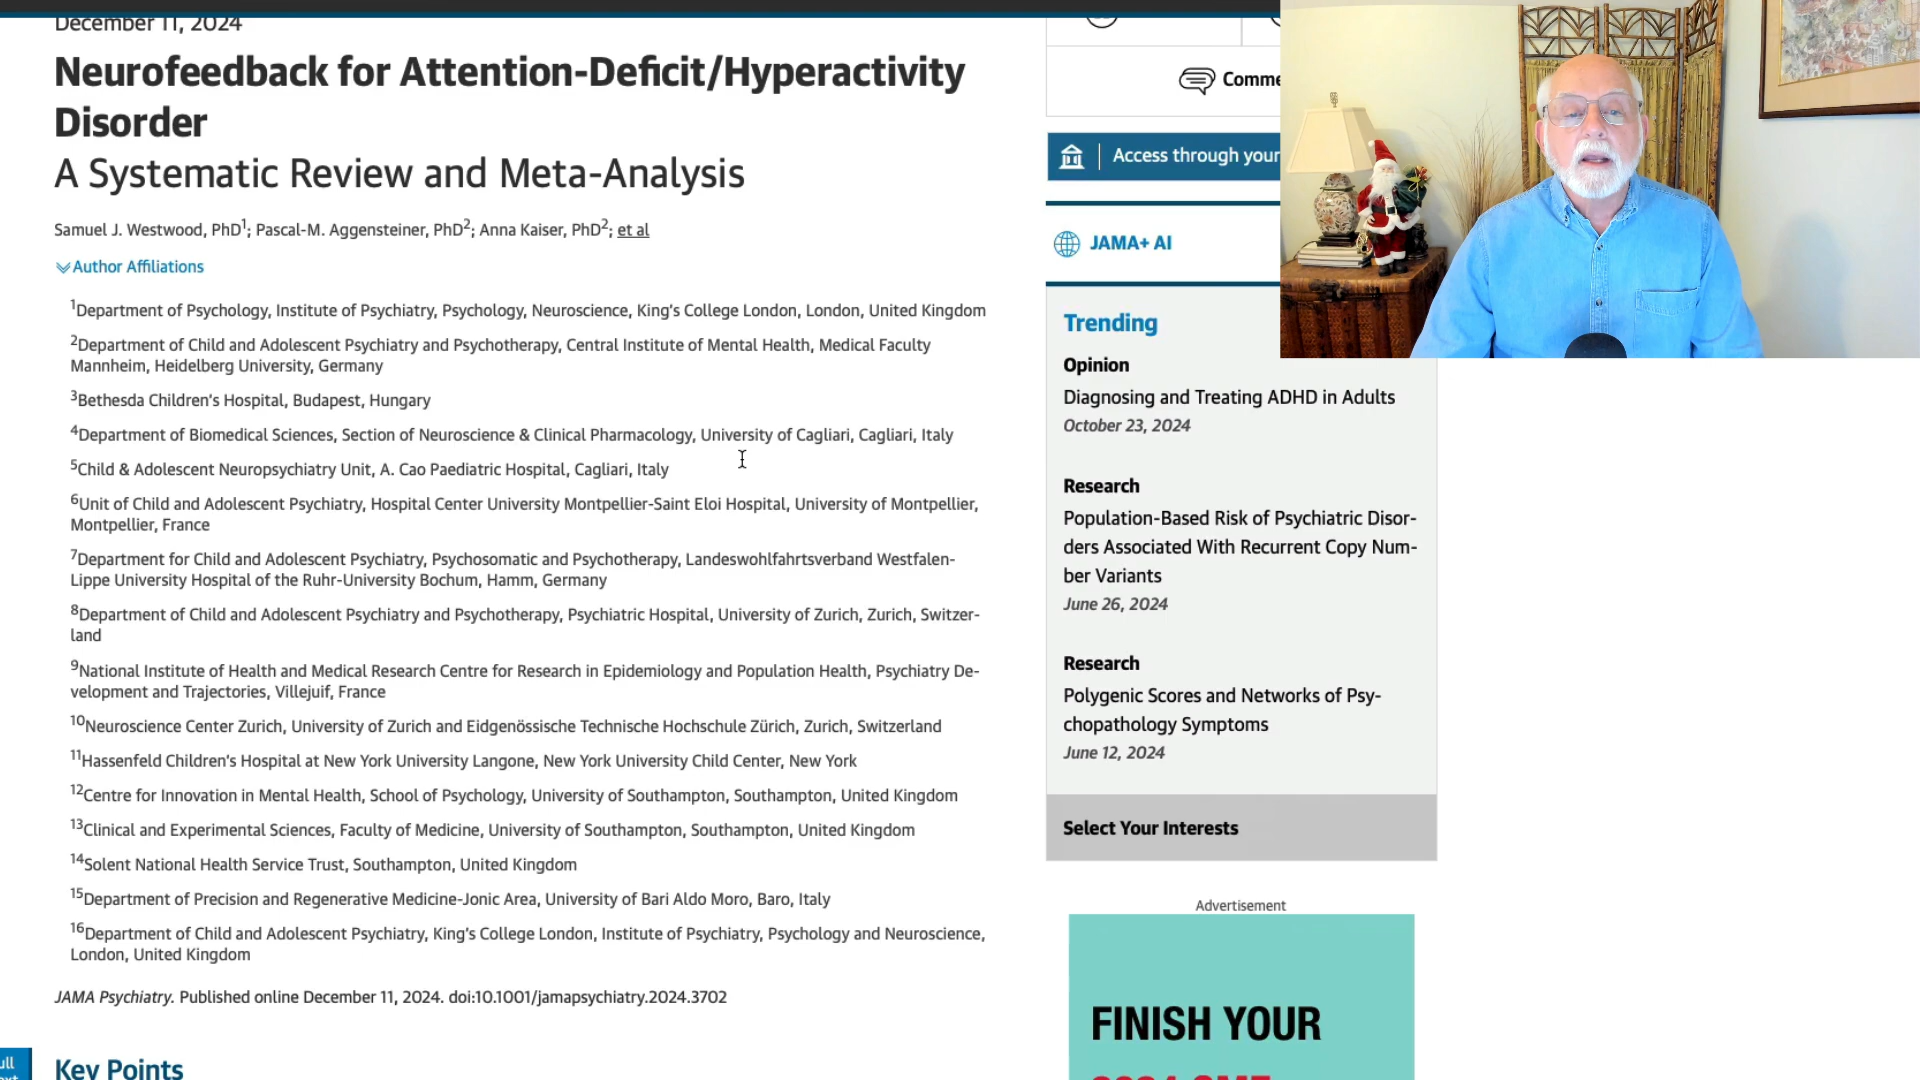 December 11, 2024
Neurofeedback for Attention-Deficit/Hyperactivity
Disorder
A Systematic Review and Meta-Analysis
Samuel J. Westwood, PhD1; Pascal-M. Aggensteiner, PhD2; Anna Kaiser, PhD2; et al
Author Affiliations
1Department of Psychology, Institute of Psychiatry, Psychology, Neuroscience, King's College London, London, United Kingdom
2Department of Child and Adolescent Psychiatry and Psychotherapy, Central Institute of Mental Health, Medical Faculty
Mannheim, Heidelberg University, Germany
3Bethesda Children's Hospital, Budapest, Hungary
4Department of Biomedical Sciences, Section of Neuroscience & Clinical Pharmacology, University of Cagliari, Cagliari, Italy
5Child & Adolescent Neuropsychiatry Unit, A. Cao Paediatric Hospital, Cagliari, Italy
6Unit of Child and Adolescent Psychiatry, Hospital Center University Montpellier-Saint Eloi Hospital, University of Montpellier,
Montpellier, France
7Department for Child and Adolescent Psychiatry, Psychosomatic and Psychotherapy, Landeswohlfahrtsverband Westfalen-
Lippe University Hospital of the Ruhr-University Bochum, Hamm, Germany
8Department of Child and Adolescent Psychiatry and Psychotherapy, Psychiatric Hospital, University of Zurich, Zurich, Switzer-
land
9National Institute of Health and Medical Research Centre for Research in Epidemiology and Population Health, Psychiatry De-
velopment and Trajectories, Villejuif, France
10Neuroscience Center Zurich, University of Zurich and Eidgenössische Technische Hochschule Zürich, Zurich, Switzerland
11Hassenfeld Children's Hospital at New York University Langone, New York University Child Center, New York
12Centre for Innovation in Mental Health, School of Psychology, University of Southampton, Southampton, United Kingdom
13Clinical and Experimental Sciences, Faculty of Medicine, University of Southampton, Southampton, United Kingdom
14Solent National Health Service Trust, Southampton, United Kingdom
15Department of Precision and Regenerative Medicine-Jonic Area, University of Bari Aldo Moro, Baro, Italy
16Department of Child and Adolescent Psychiatry, King's College London, Institute of Psychiatry, Psychology and Neuroscience,
London, United Kingdom
JAMA Psychiatry. Published online December 11, 2024. doi:10.1001/jamapsychiatry.2024.3702
Key Points
Comme
Access through your
JAMA+ AI
Trending
Opinion
Diagnosing and Treating ADHD in Adults
October 23, 2024
Research
Population-Based Risk of Psychiatric Disor-
ders Associated With Recurrent Copy Num-
ber Variants
June 26, 2024
Research
Polygenic Scores and Networks of Psy-
chopathology Symptoms
June 12, 2024
Select Your Interests
Advertisement
FINISH YOUR